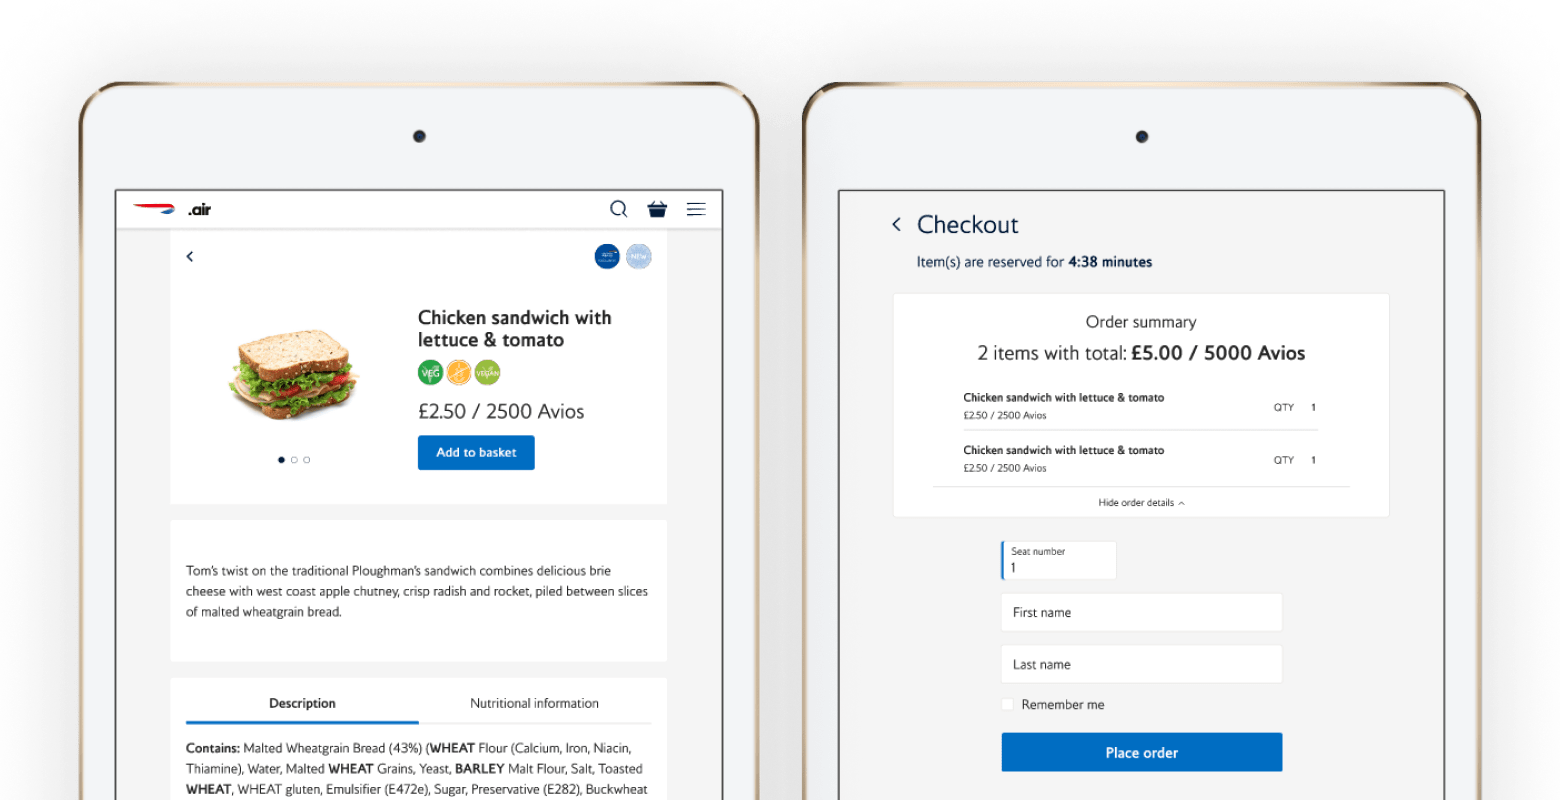 .air
NEW
Chicken sandwich with
lettuce & tomato
VEG
VEGAN
£2.50 / 2500 Avios
Add to basket
Tom's twist on the traditional Ploughman's sandwich combines delicious brie
cheese with west coast apple chutney, crisp radish and rocket, piled between slices
of malted wheatgrain bread.
Description
Nutritional information
Contains: Malted Wheatgrain Bread (43%) (WHEAT Flour (Calcium, Iron, Niacin,
Thiamine), Water, Malted WHEAT Grains, Yeast, BARLEY Malt Flour, Salt, Toasted
WHEAT, WHEAT gluten, Emulsifier (E472e), Sugar, Preservative (E282), Buckwheat
Checkout
Item(s) are reserved for 4:38 minutes
Order summary
2 items with total: £5.00 / 5000 Avios
Chicken sandwich with lettuce & tomato
£2.50 / 2500 Avios
QTY 1
Chicken sandwich with lettuce & tomato
£2.50 / 2500 Avios
QTY 1
Hide order details
Seat number
1
First name
Last name
Remember me
Place order